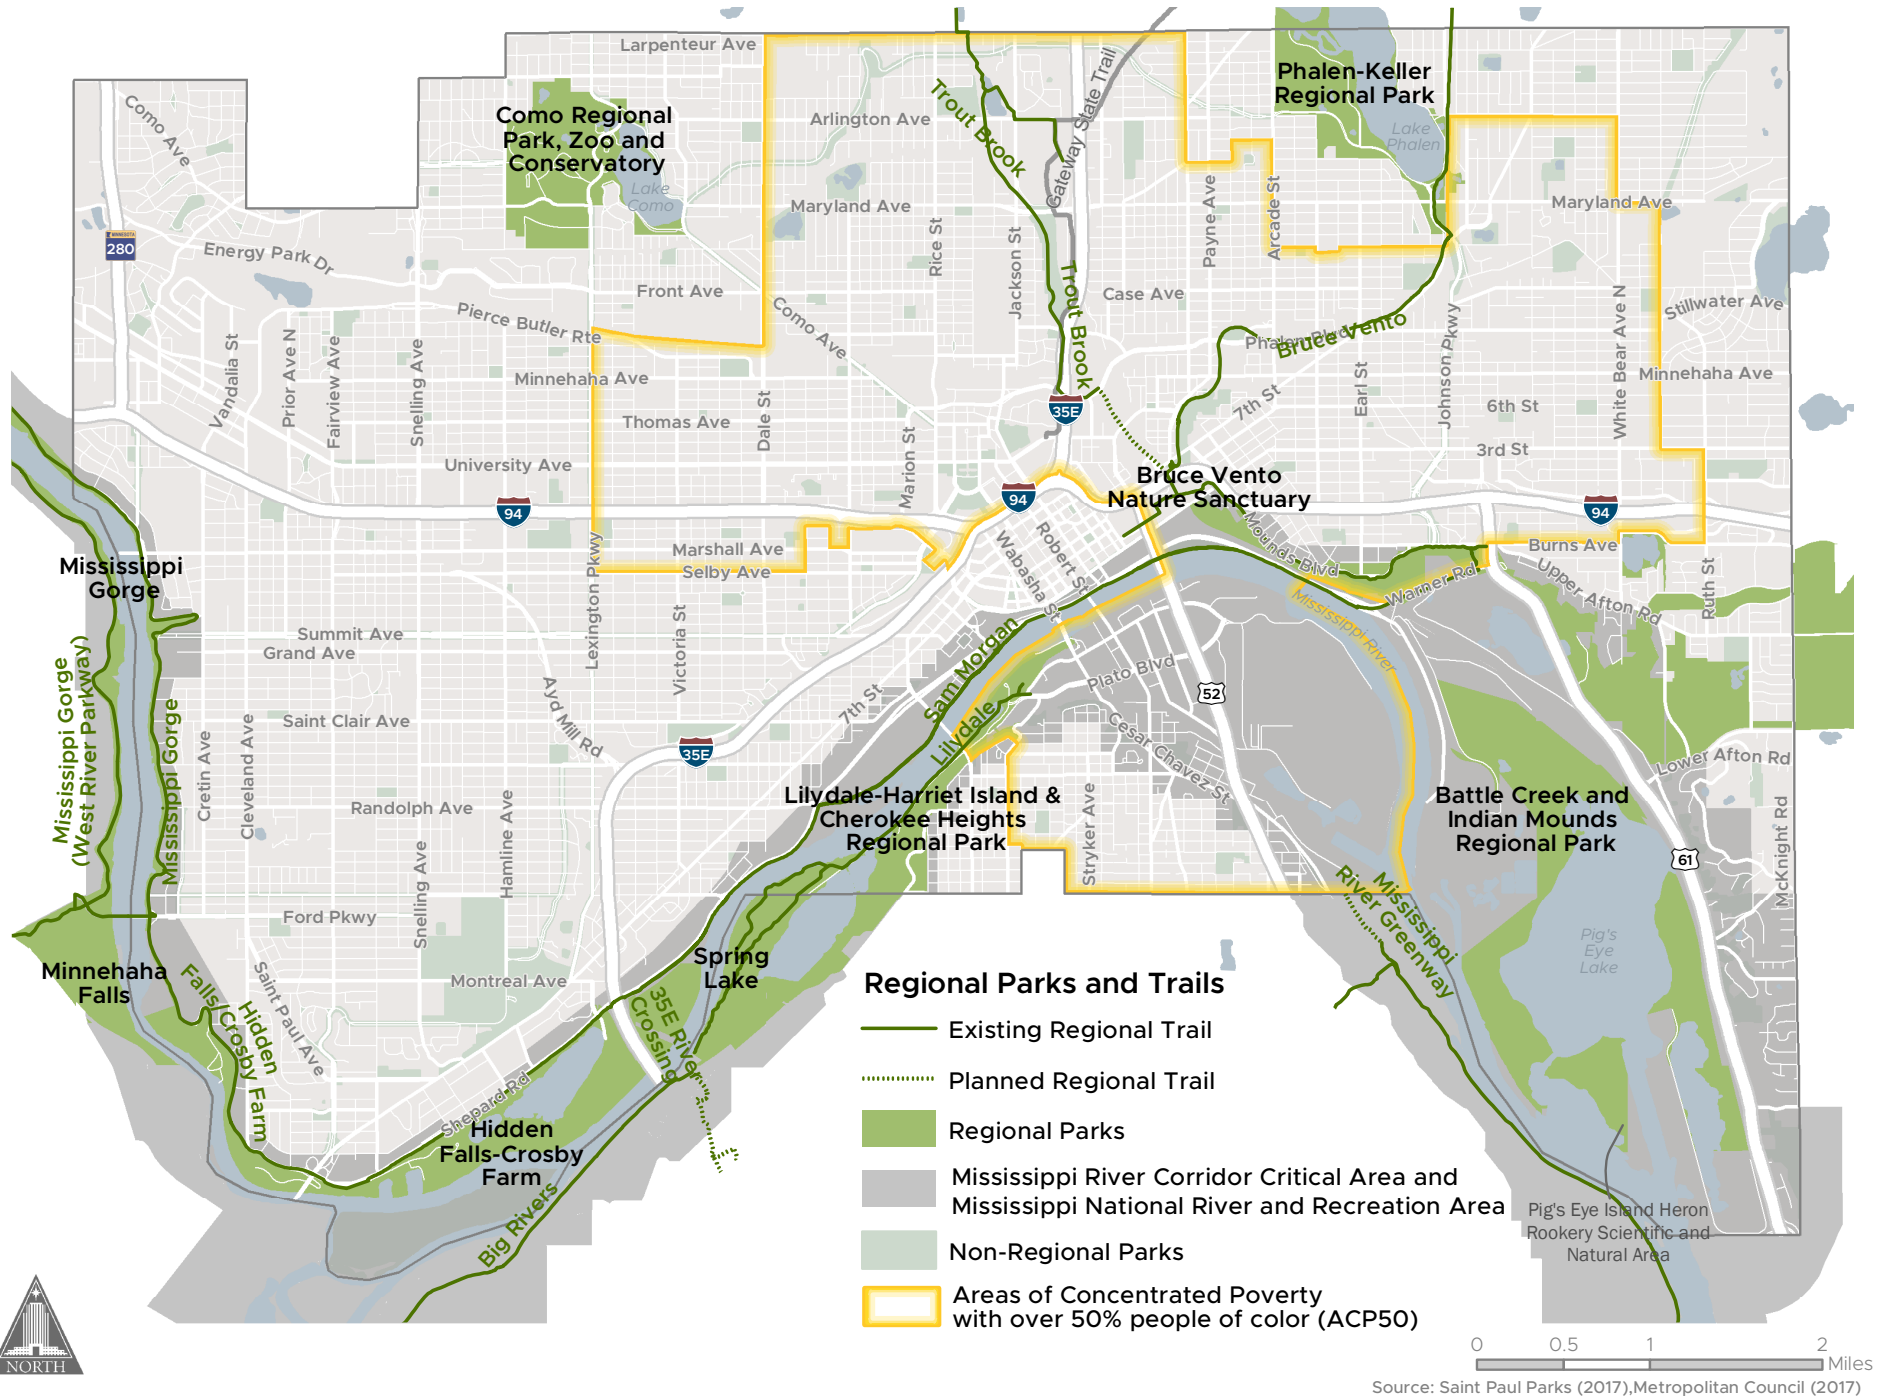 Larpenteur Ave
Como Ave
Como Regional
Park, Zoo and
Conservatory
Lake
Como
Arlington Ave
Trout Brook
Gateway State Trail
Phalen-Keller
Regional Park
Lake
Phalen
MINNESOTA
280
Energy Park Dr
Maryland Ave
Rice St
Jackson St
Payne Ave
Arcade St
Maryland Ave
Front Ave
Pierce Butler Rte
Como Ave
Trout Brook
Case Ave
Phalen Blvd
Bruce Vento
Johnson Pkwy
White Bear Ave N
Stillwater Ave
Vandalia St
Prior Ave N
Fairview Ave
Snelling Ave
Minnehaha Ave
Thomas Ave
Dale St
Marion St
University Ave
35E
7th St
Earl St
6th St
3rd St
Minnehaha Ave
94
94
94
Bruce Vento
Nature Sanctuary
Mounds Blvd
Robert St
Wabasha St
Marshall Ave
Selby Ave
Lexington Pkwy
Victoria St
Burns Ave
Warner Rd
Upper Afton Rd
Ruth St
Mississippi River
Mississippi
Gorge
Summit Ave
Grand Ave
Mississippi Gorge
(West River Parkway)
Mississippi Gorge
Cretin Ave
Cleveland Ave
Saint Clair Ave
Ayd Mill Rd
35E
7th St
Sam Morgan
Lilydale
Plato Blvd
52
Cesar Chavez St
Stryker Ave
Lilydale-Harriet Island &
Cherokee Heights
Regional Park
Battle Creek and
Indian Mounds
Regional Park
Lower Afton Rd
McKnight Rd
61
Randolph Ave
Hamline Ave
Snelling Ave
Ford Pkwy
Montreal Ave
Saint Paul Ave
Minnehaha
Falls
Hidden
Falls/Crosby Farm
Spring
Lake
35E River
Crossing
Shepard Rd
Hidden
Falls-Crosby
Farm
Big Rivers
Mississippi
River Greenway
Pig's
Eye
Lake
Pig's Eye Island Heron
Rookery Scientific and
Natural Area
Regional Parks and Trails
Existing Regional Trail
Planned Regional Trail
Regional Parks
Mississippi River Corridor Critical Area and
Mississippi National River and Recreation Area
Non-Regional Parks
Areas of Concentrated Poverty
with over 50% people of color (ACP50)
NORTH
0 0.5 1 2
Miles
Source: Saint Paul Parks (2017),Metropolitan Council (2017)